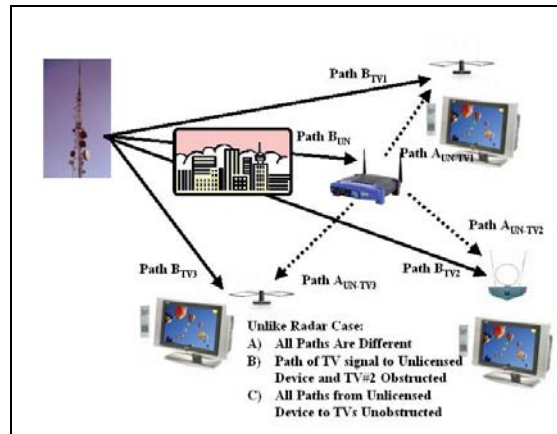 Path B_TV1
Path B_UN
Path A_UN-TV1
Path A_UN-TV2
Path B_TV2
Path B_TV3
Path A_UN-TV3
Unlike Radar Case:
A) All Paths Are Different
B) Path of TV signal to Unlicensed
Device and TV#2 Obstructed
C) All Paths from Unlicensed
Device to TVs Unobstructed